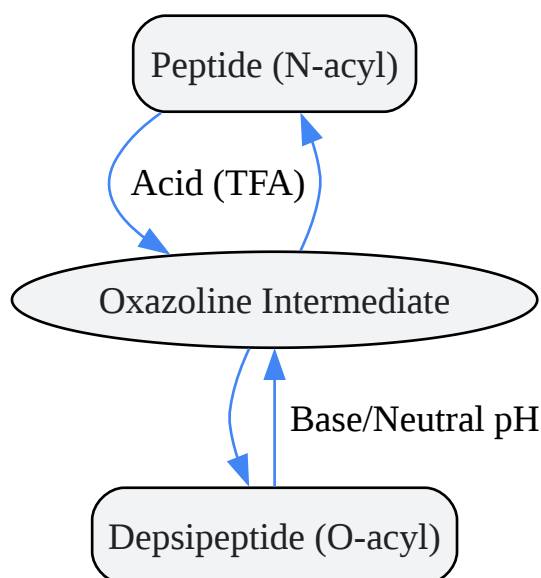 Peptide (N-acyl)
Acid (TFA)
Oxazoline Intermediate
Base/Neutral pH
Depsipeptide (O-acyl)